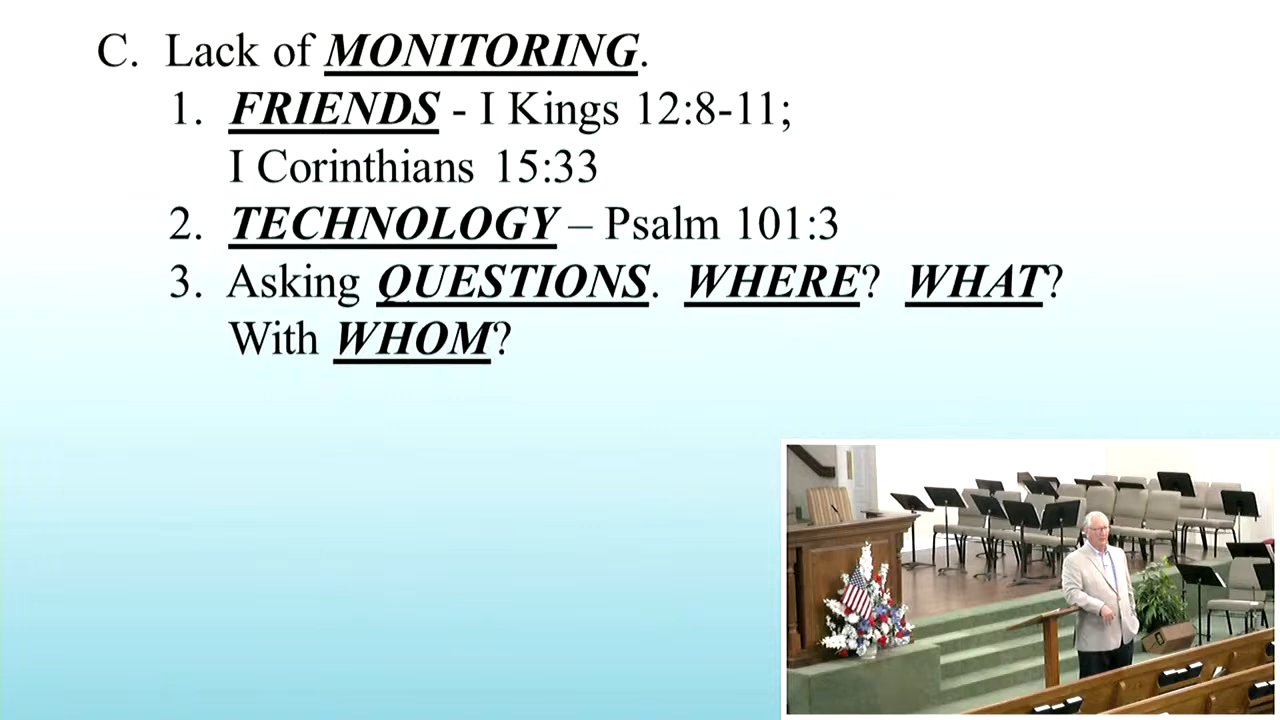 C. Lack of MONITORING.
1. FRIENDS - I Kings 12:8-11;
I Corinthians 15:33
2. TECHNOLOGY – Psalm 101:3
3. Asking QUESTIONS. WHERE? WHAT?
With WHOM?